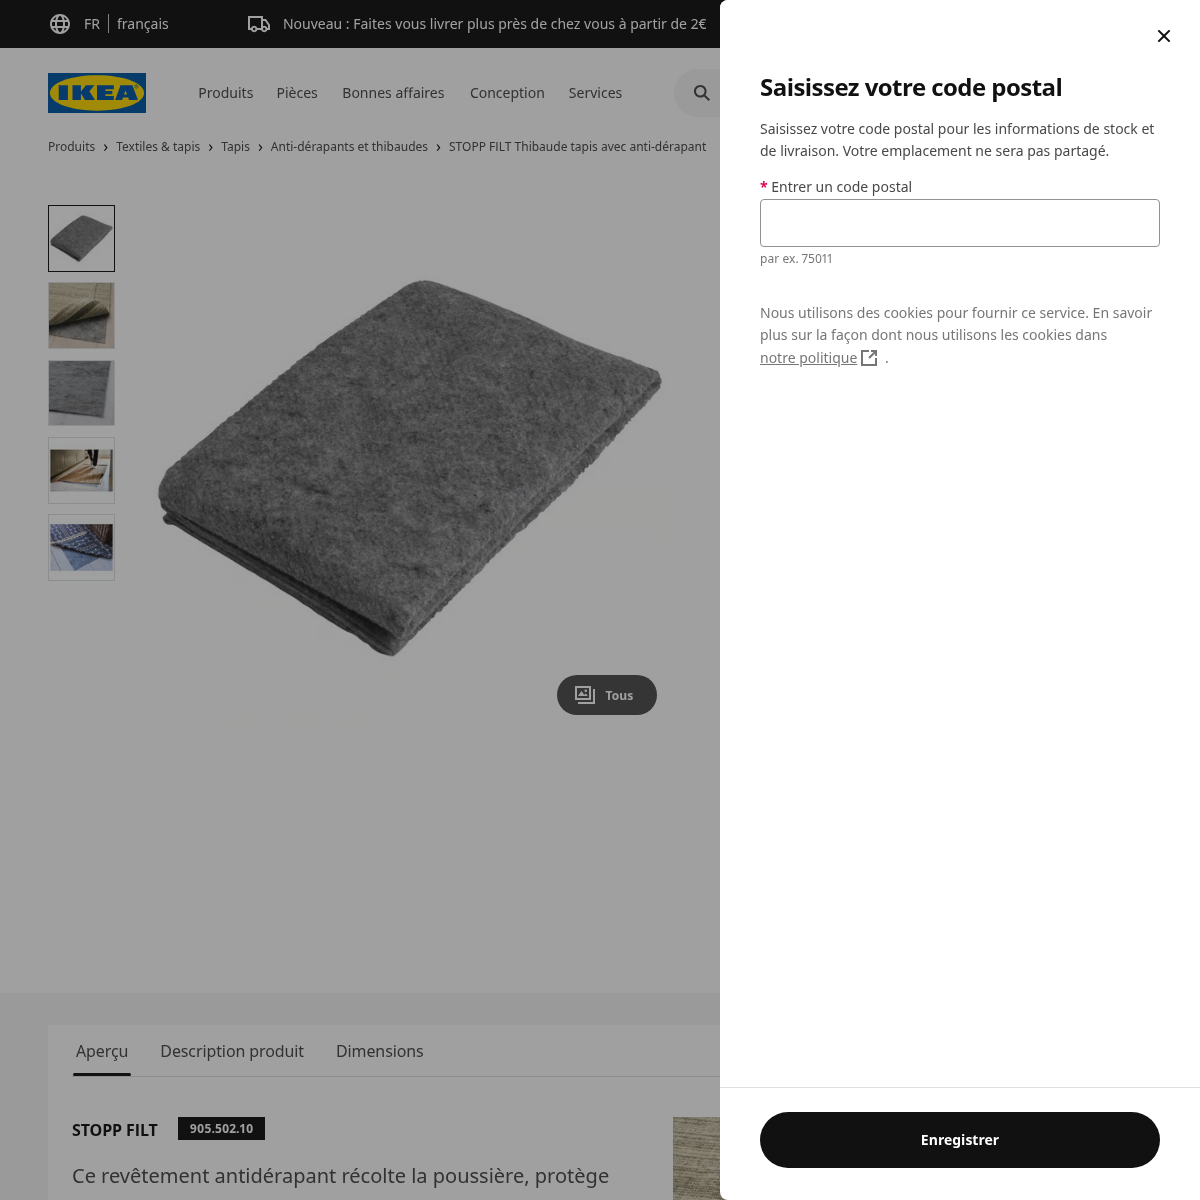 FR français
Nouveau : Faites vous livrer plus près de chez vous à partir de 2€
IKEA
Produits Pièces Bonnes affaires Conception Services
Produits › Textiles & tapis › Tapis › Anti-dérapants et thibaudes › STOPP FILT Thibaude tapis avec anti-dérapant
Tous
Aperçu Description produit Dimensions
STOPP FILT 905.502.10
Ce revêtement antidérapant récolte la poussière, protège
Saisissez votre code postal
Saisissez votre code postal pour les informations de stock et
de livraison. Votre emplacement ne sera pas partagé.
* Entrer un code postal
par ex. 75011
Nous utilisons des cookies pour fournir ce service. En savoir
plus sur la façon dont nous utilisons les cookies dans
notre politique .
Enregistrer